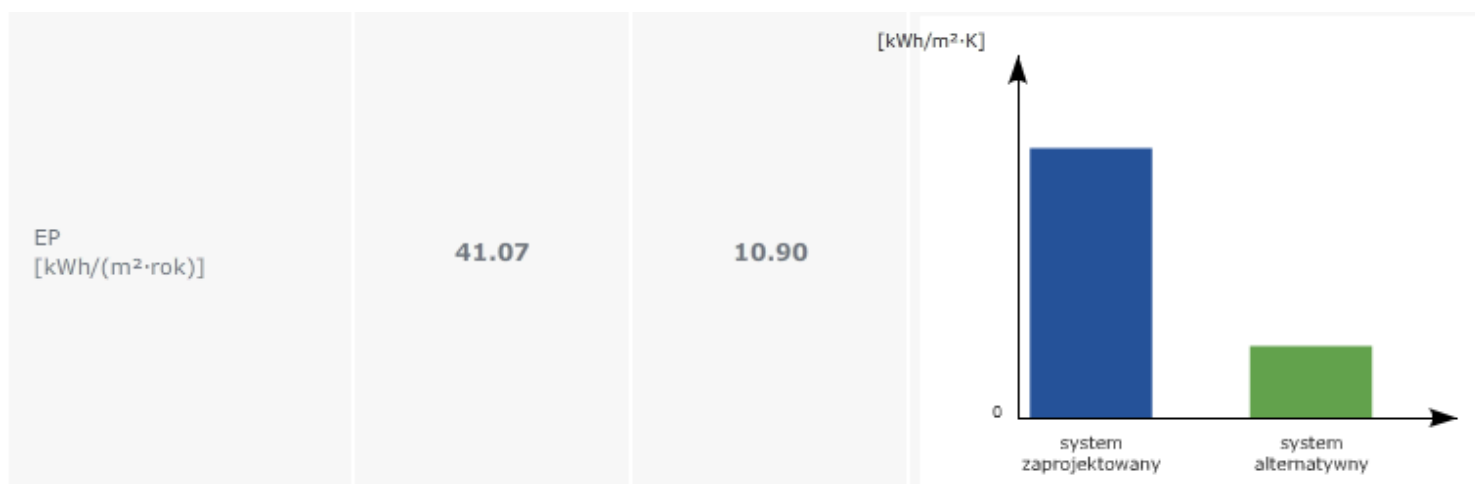 EP
[kWh/(m²·rok)]
41.07
10.90
[kWh/m²·K]
0
system
zaprojektowany
system
alternatywny